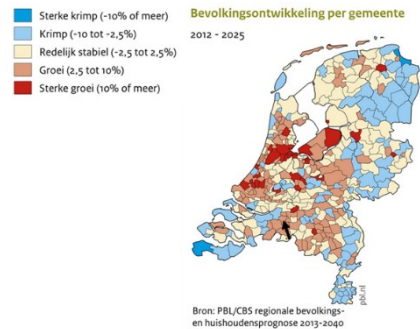 Sterke krimp (-10% of meer)
Krimp (-10 tot -2,5%)
Redelijk stabiel (-2,5 tot 2,5%)
Groei (2,5 tot 10%)
Sterke groei (10% of meer)
Bevolkingsontwikkeling per gemeente
2012 - 2025
pbl.nl
Bron: PBL/CBS regionale bevolkings-
en huishoudensprognose 2013-2040